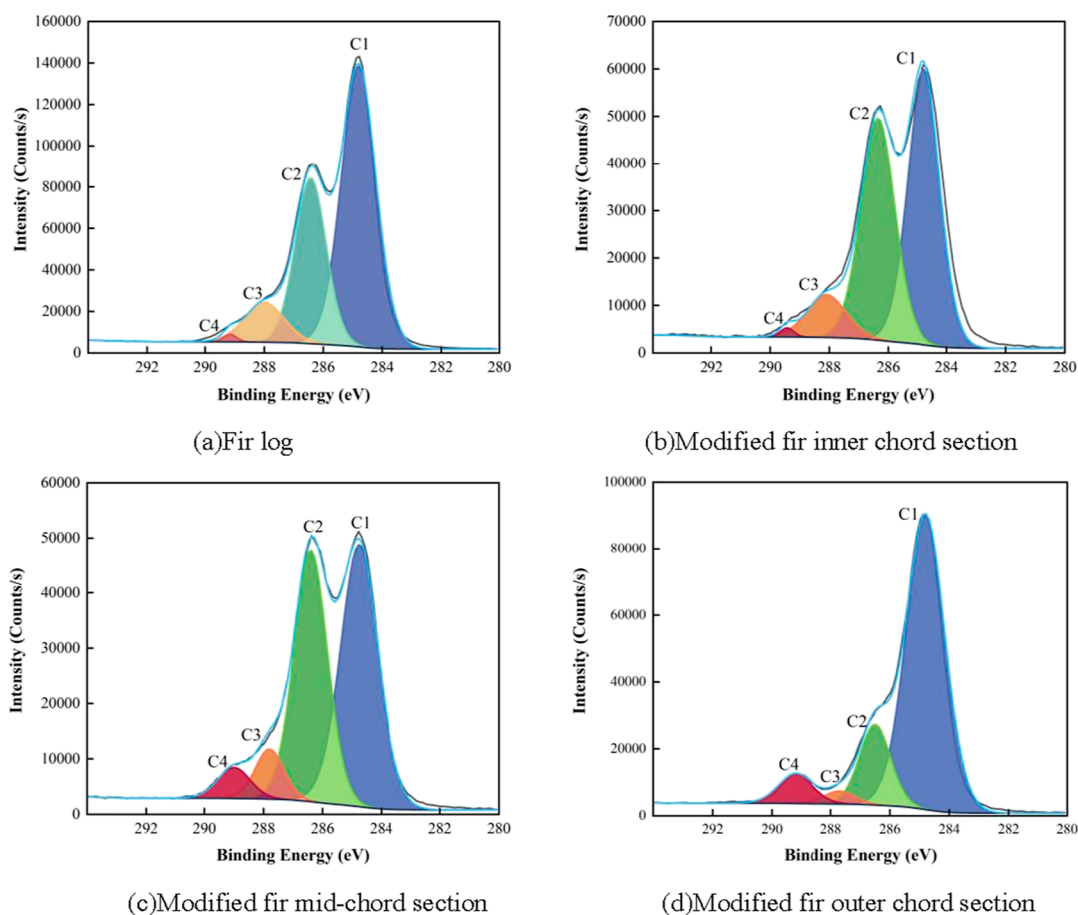 160000
140000
120000
100000
80000
60000
40000
20000
0
Intensity (Counts/s)
C1
C2
C3
C4
292 290 288 286 284 282 280
Binding Energy (eV)
(a)Fir log
70000
60000
50000
40000
30000
20000
10000
0
Intensity (Counts/s)
C1
C2
C3
C4
292 290 288 286 284 282 280
Binding Energy (eV)
(b)Modified fir inner chord section
60000
50000
40000
30000
20000
10000
0
Intensity (Counts/s)
C2 C1
C3
C4
292 290 288 286 284 282 280
Binding Energy (eV)
(c)Modified fir mid-chord section
100000
80000
60000
40000
20000
0
Intensity (Counts/s)
C1
C2
C4 C3
292 290 288 286 284 282 280
Binding Energy (eV)
(d)Modified fir outer chord section